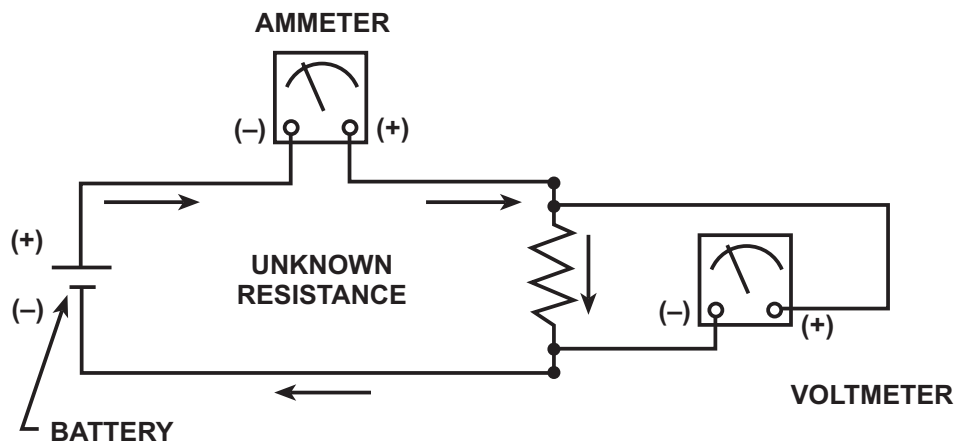 AMMETER
(–)
(+)
(+)
(–)
UNKNOWN
RESISTANCE
(–)
(+)
VOLTMETER
BATTERY